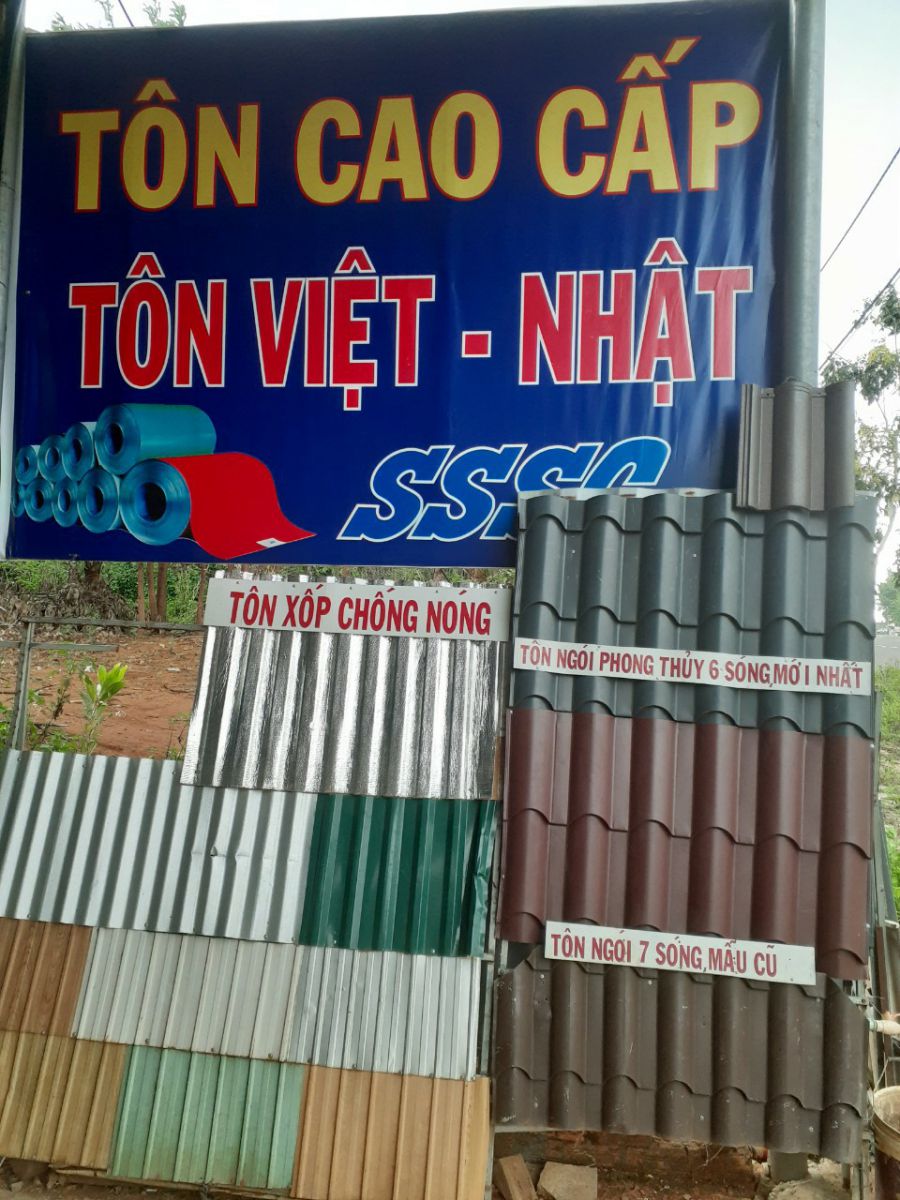 TÔN CAO CẤP
TÔN VIỆT - NHẬT
SSSC
TÔN XỐP CHỐNG NÓNG
TÔN NGÓI PHONG THỦY 6 SÓNG,MỚI NHẤT
TÔN NGÓI 7 SÓNG,MẪU CŨ